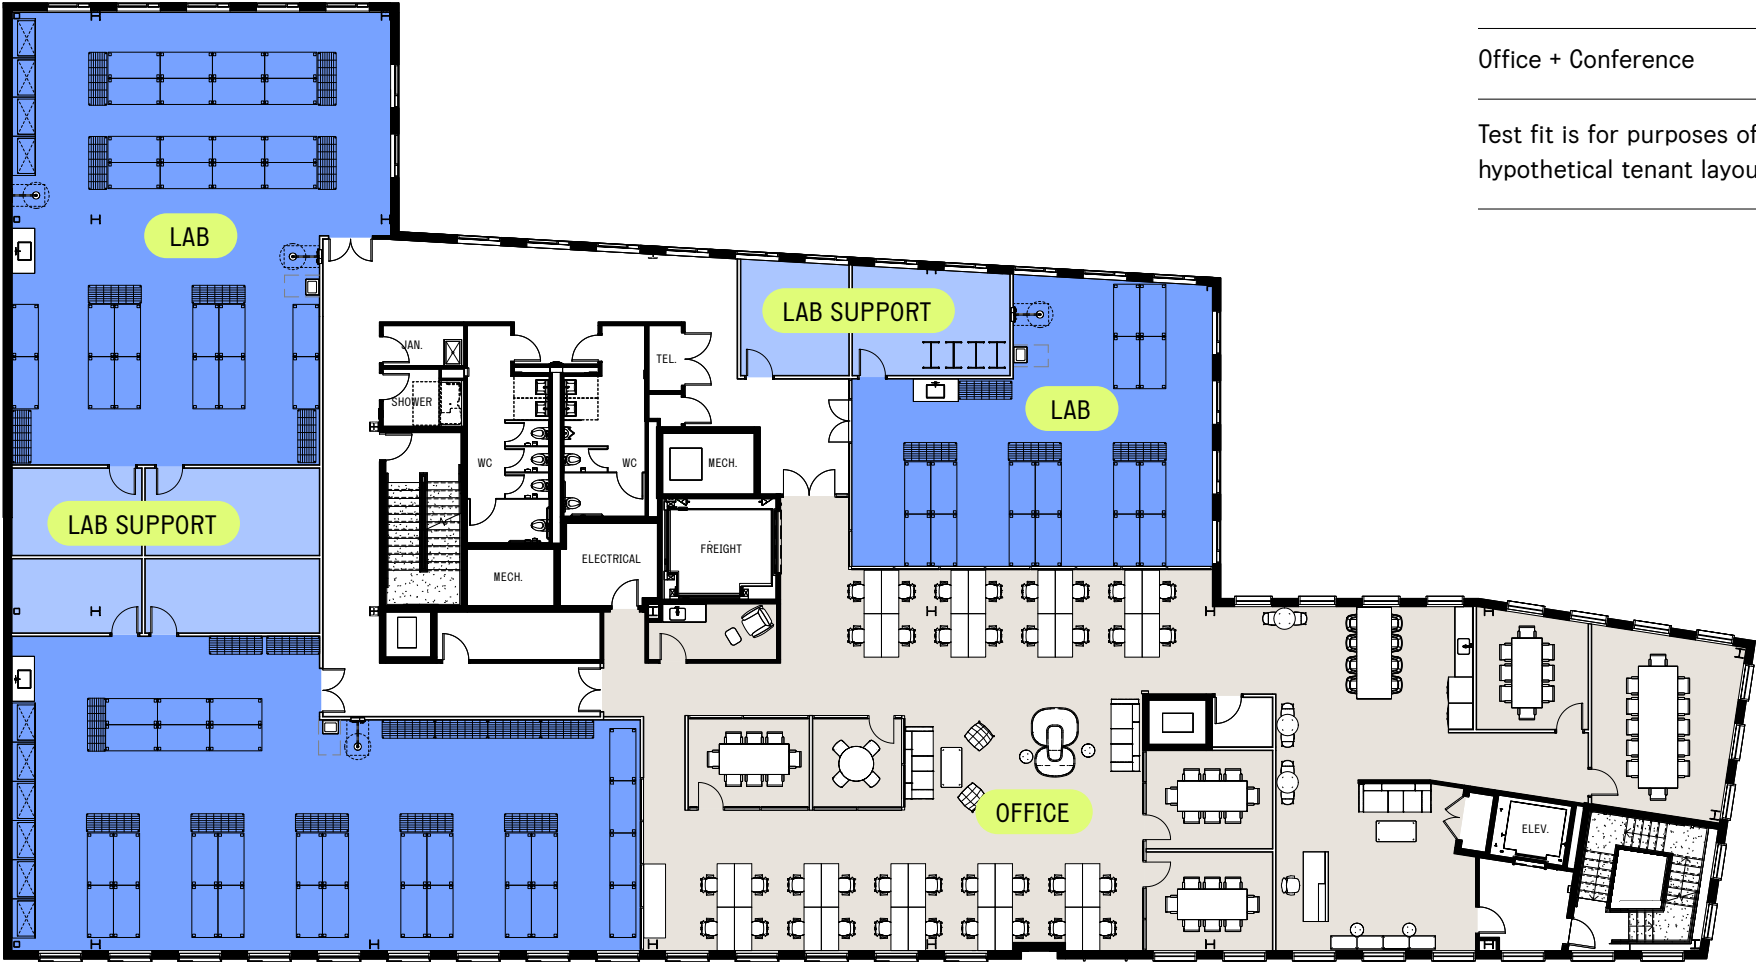 Office + Conference
Test fit is for purposes of
hypothetical tenant layou
LAB
LAB SUPPORT
JAN.
TEL.
SHOWER
LAB
WC
WC
MECH.
LAB SUPPORT
FREIGHT
ELECTRICAL
MECH.
OFFICE
ELEV.